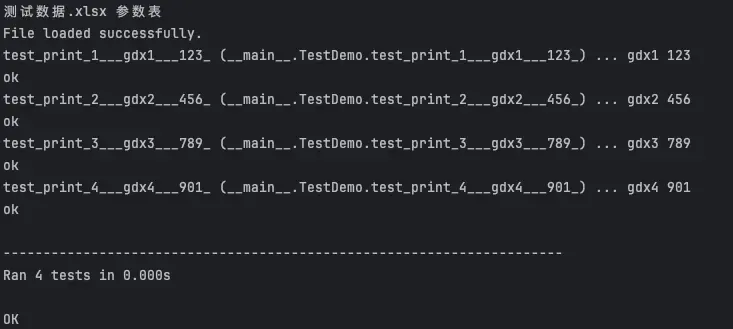 测试数据.xlsx 参数表
File loaded successfully.
test_print_1___gdx1___123_ (__main__.TestDemo.test_print_1___gdx1___123_) ... gdx1 123
ok
test_print_2___gdx2___456_ (__main__.TestDemo.test_print_2___gdx2___456_) ... gdx2 456
ok
test_print_3___gdx3___789_ (__main__.TestDemo.test_print_3___gdx3___789_) ... gdx3 789
ok
test_print_4___gdx4___901_ (__main__.TestDemo.test_print_4___gdx4___901_) ... gdx4 901
ok
----------------------------------------------------------------------
Ran 4 tests in 0.000s
OK